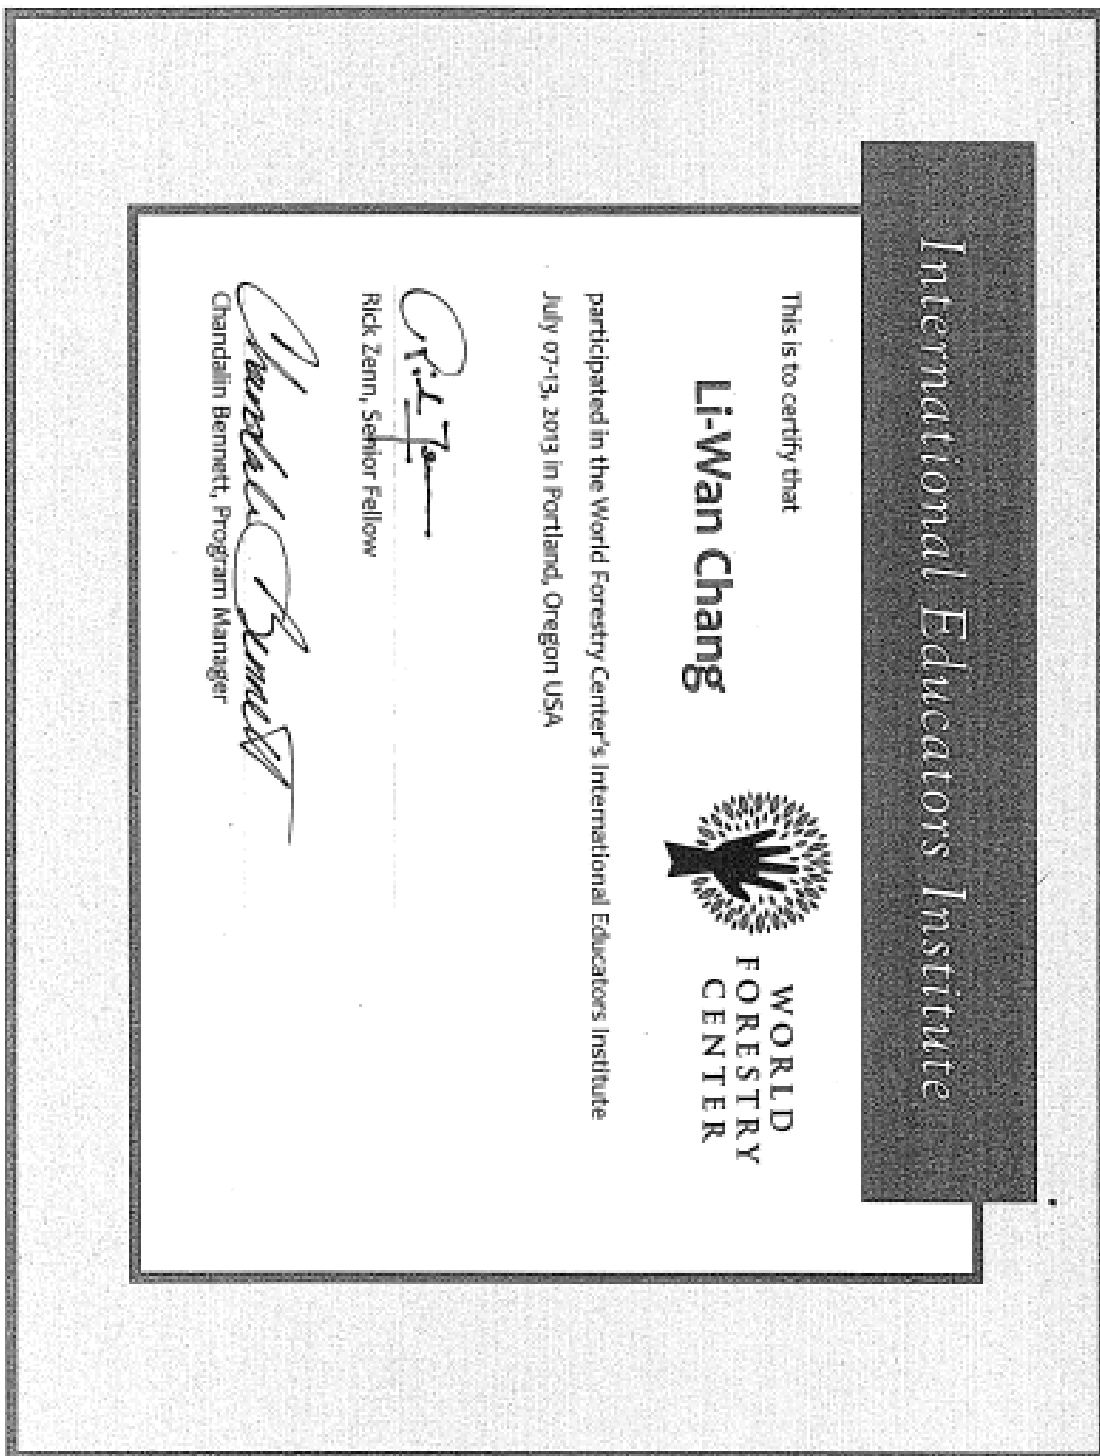 International Educators Institute
This is to certify that
Li-Wan Chang
WORLD
FORESTRY
CENTER
participated in the World Forestry Center's International Educators Institute
July 07-13, 2013 in Portland, Oregon USA
Rick Zenn, Senior Fellow
Chandalin Bennett
Chandalin Bennett, Program Manager